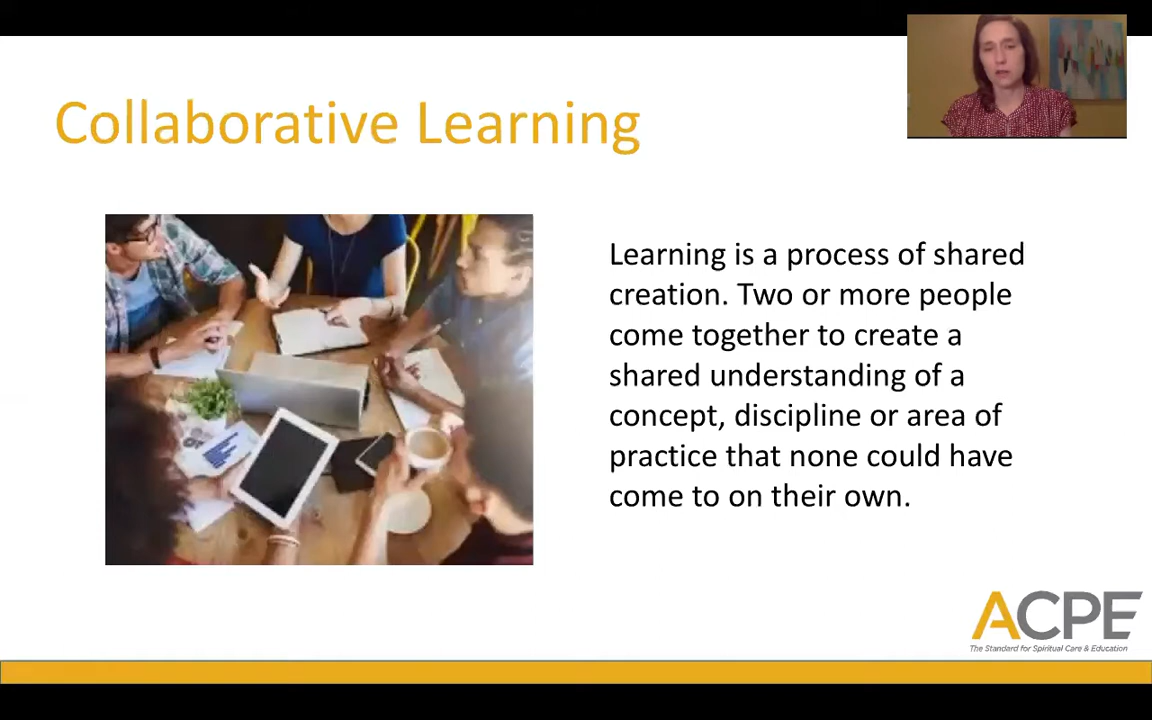 Collaborative Learning
Learning is a process of shared
creation. Two or more people
come together to create a
shared understanding of a
concept, discipline or area of
practice that none could have
come to on their own.
ACPE
The Standard for Spiritual Care & Education